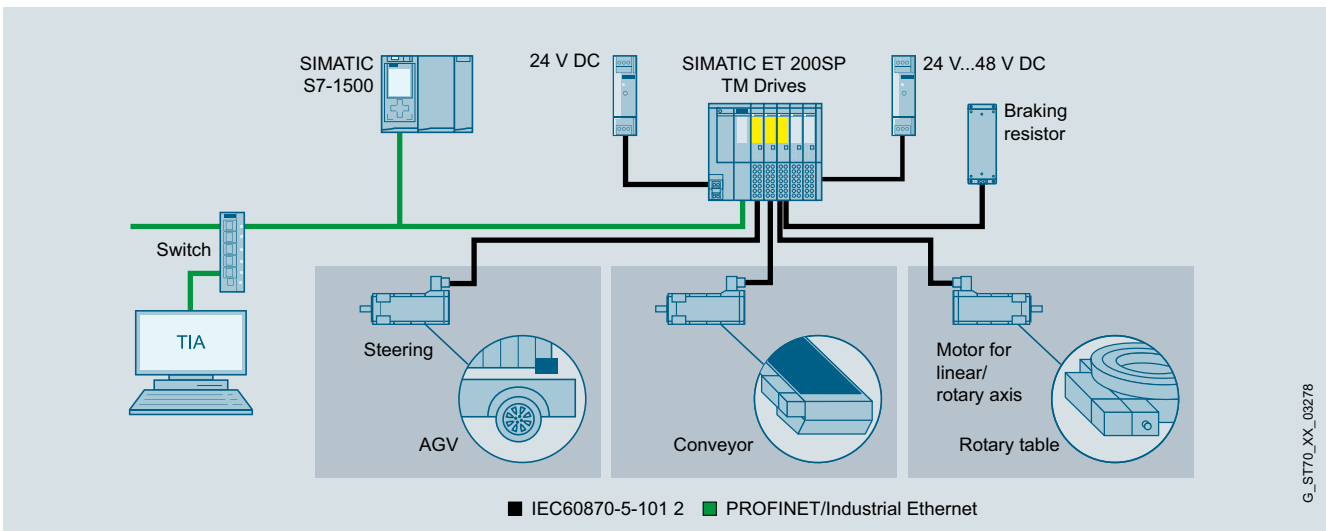 SIMATIC
S7-1500
24 V DC
SIMATIC ET 200SP
TM Drives
24 V...48 V DC
Braking
resistor
Switch
TIA
Steering
AGV
Conveyor
Motor for
linear/
rotary axis
Rotary table
IEC60870-5-101 2
PROFINET/Industrial Ethernet
G_ST70_XX_03278